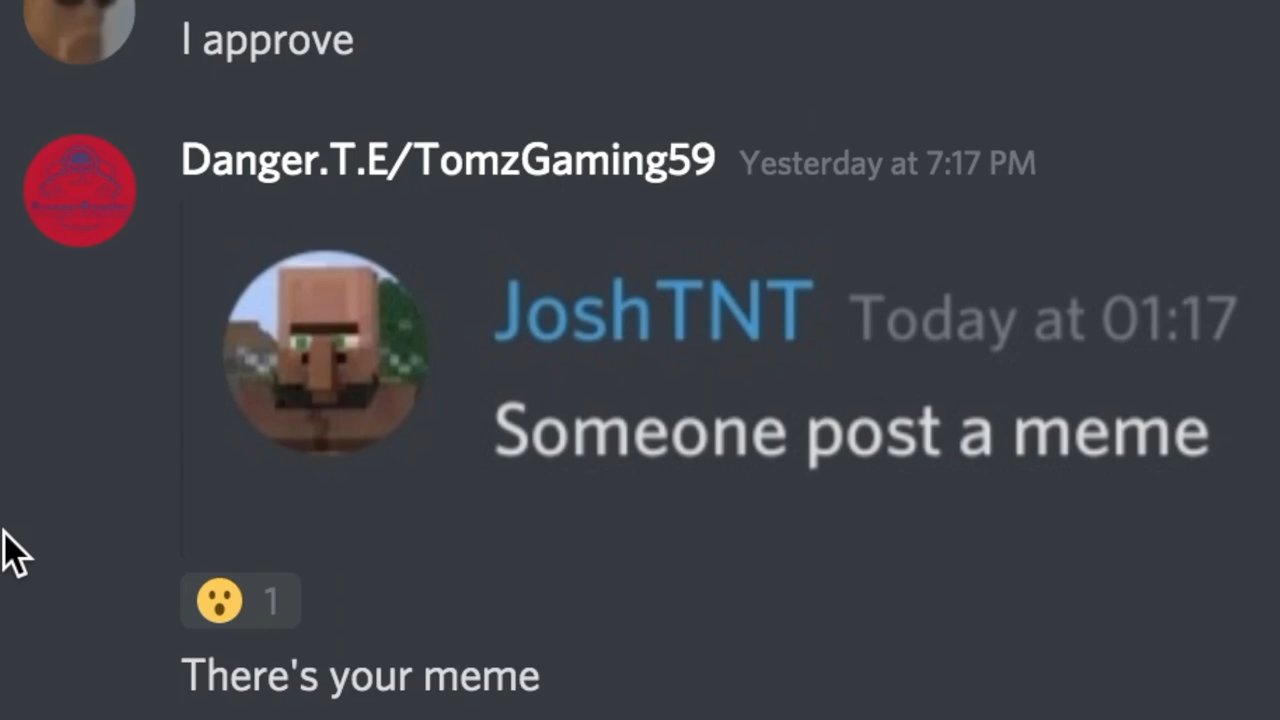 I approve
Danger.T.E/TomzGaming59 Yesterday at 7:17 PM
JoshTNT Today at 01:17
Someone post a meme
1
There's your meme